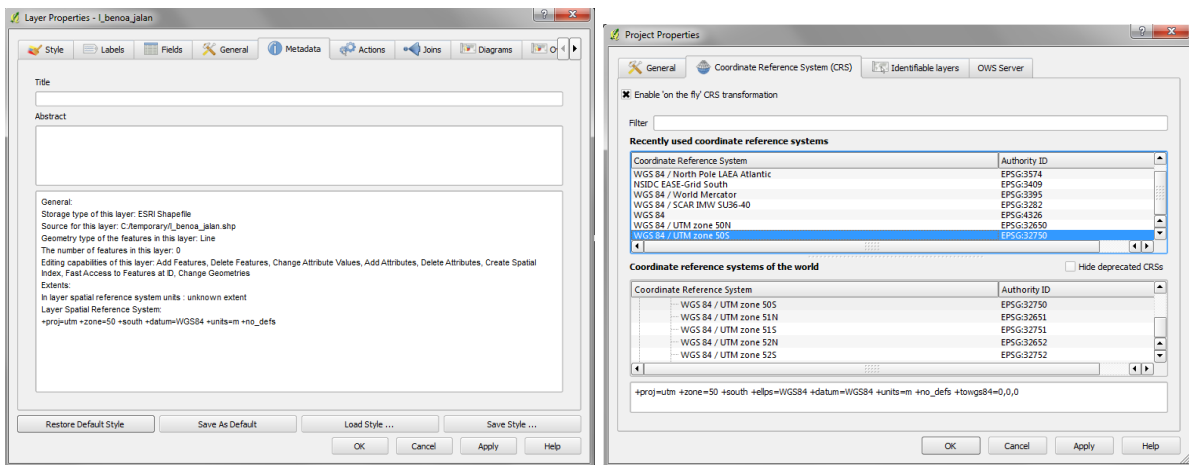 Layer Properties - l_benoa_jalan
Style
Labels
Fields
General
Metadata
Actions
Joins
Diagrams
Title
Abstract
General:
Storage type of this layer: ESRI Shapefile
Source for this layer: C:/temporary/l_benoa_jalan.shp
Geometry type of the features in this layer: Line
The number of features in this layer: 0
Editing capabilities of this layer: Add Features, Delete Features, Change Attribute Values, Add Attributes, Delete Attributes, Create Spatial
Index, Fast Access to Features at ID, Change Geometries
Extents:
In layer spatial reference system units : unknown extent
Layer Spatial Reference System:
+proj=utm +zone=50 +south +datum=WGS84 +units=m +no_defs
Restore Default Style
Save As Default
Load Style ...
Save Style ...
OK
Cancel
Apply
Help
Project Properties
General
Coordinate Reference System (CRS)
Identifiable layers
OWS Server
Enable 'on the fly' CRS transformation
Filter
Recently used coordinate reference systems
Coordinate Reference System Authority ID
WGS 84 / North Pole LAEA Atlantic EPSG:3574
NSIDC EASE-Grid South EPSG:3409
WGS 84 / World Mercator EPSG:3395
WGS 84 / SCAR IMW SU36-40 EPSG:3282
WGS 84 EPSG:4326
WGS 84 / UTM zone 50N EPSG:32650
WGS 84 / UTM zone 50S EPSG:32750
Coordinate reference systems of the world
Hide deprecated CRSs
Coordinate Reference System Authority ID
WGS 84 / UTM zone 50S EPSG:32750
WGS 84 / UTM zone 51N EPSG:32651
WGS 84 / UTM zone 51S EPSG:32751
WGS 84 / UTM zone 52N EPSG:32652
WGS 84 / UTM zone 52S EPSG:32752
+proj=utm +zone=50 +south +ellps=WGS84 +datum=WGS84 +units=m +no_defs +towgs84=0,0,0
OK
Cancel
Apply
Help